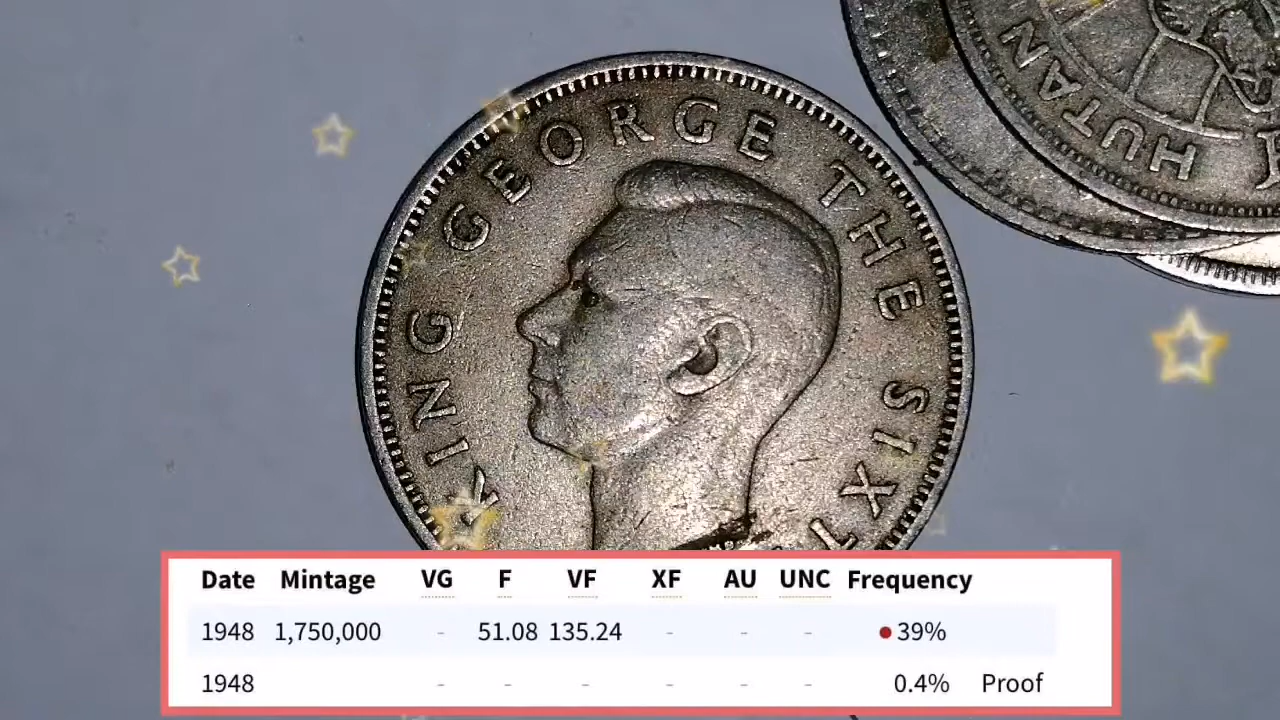 KING GEORGE THE SIXT
HUTAN
Date Mintage VG F VF XF AU UNC Frequency
1948 1,750,000 - 51.08 135.24 - - - 39%
1948 - - - - - - 0.4% Proof